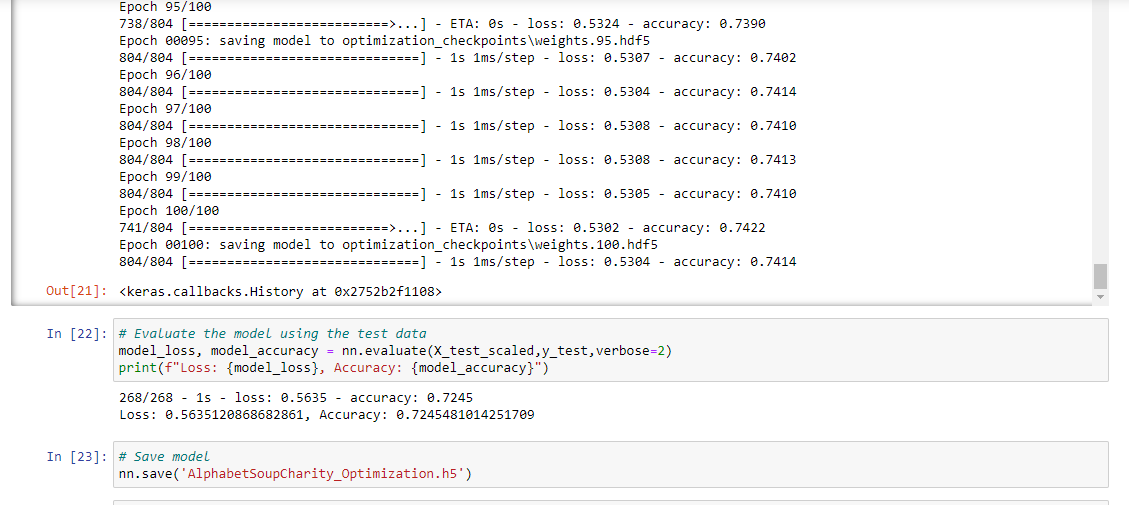 Epoch 95/100
738/804 [==========================>...] - ETA: 0s - loss: 0.5324 - accuracy: 0.7390
Epoch 00095: saving model to optimization_checkpoints\weights.95.hdf5
804/804 [==============================] - 1s 1ms/step - loss: 0.5307 - accuracy: 0.7402
Epoch 96/100
804/804 [==============================] - 1s 1ms/step - loss: 0.5304 - accuracy: 0.7414
Epoch 97/100
804/804 [==============================] - 1s 1ms/step - loss: 0.5308 - accuracy: 0.7410
Epoch 98/100
804/804 [==============================] - 1s 1ms/step - loss: 0.5308 - accuracy: 0.7413
Epoch 99/100
804/804 [==============================] - 1s 1ms/step - loss: 0.5305 - accuracy: 0.7410
Epoch 100/100
741/804 [==========================>...] - ETA: 0s - loss: 0.5302 - accuracy: 0.7422
Epoch 00100: saving model to optimization_checkpoints\weights.100.hdf5
804/804 [==============================] - 1s 1ms/step - loss: 0.5304 - accuracy: 0.7414
Out[21]: <keras.callbacks.History at 0x2752b2f1108>
In [22]: # Evaluate the model using the test data
model_loss, model_accuracy = nn.evaluate(X_test_scaled,y_test,verbose=2)
print(f"Loss: {model_loss}, Accuracy: {model_accuracy}")
268/268 - 1s - loss: 0.5635 - accuracy: 0.7245
Loss: 0.5635120868682861, Accuracy: 0.7245481014251709
In [23]: # Save model
nn.save('AlphabetSoupCharity_Optimization.h5')